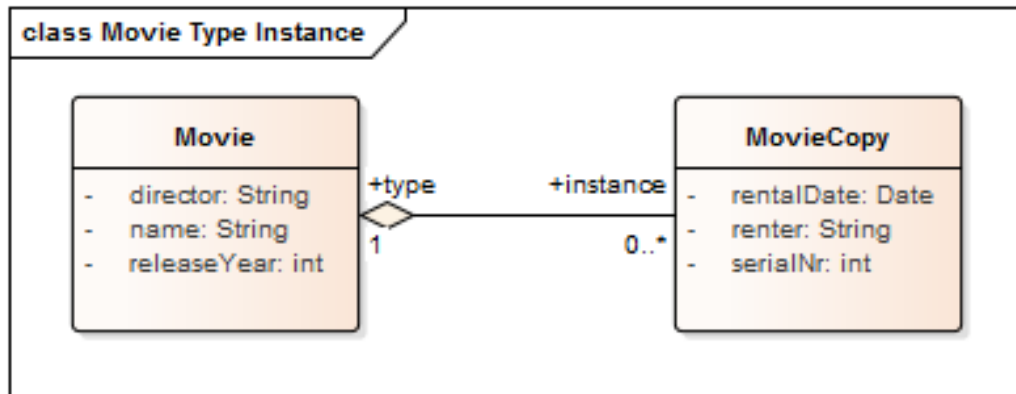 class Movie Type Instance
Movie
- director: String
- name: String
- releaseYear: int
+type
1
+instance
0..*
MovieCopy
- rentalDate: Date
- renter: String
- serialNr: int